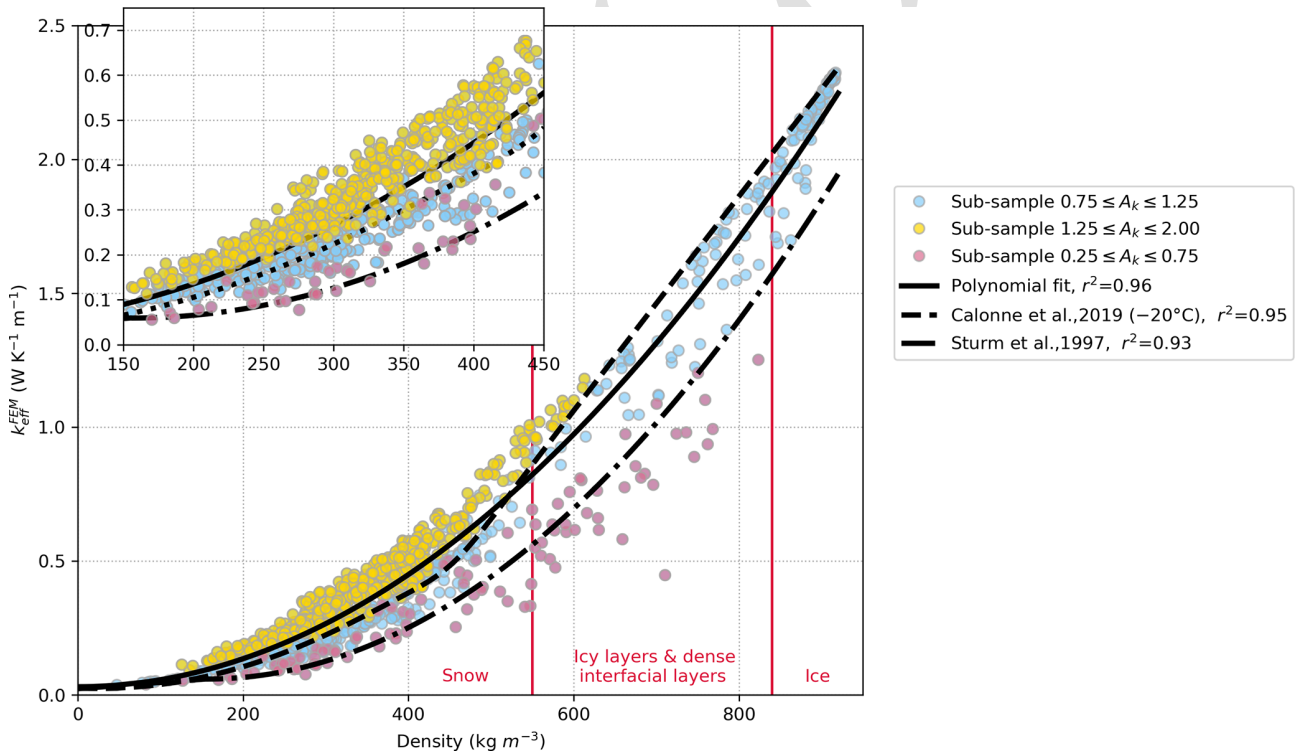 0.7
0.6
0.5
0.4
0.3
0.2
0.1
0.0
150
200
250
300
350
400
450
2.5
2.0
1.5
1.0
0.5
0.0
0
200
400
600
800
k_eff^FEM (W K⁻¹ m⁻¹)
Density (kg m⁻³)
Snow
Icy layers & dense
interfacial layers
Ice
Sub-sample 0.75 ≤ A_k ≤ 1.25
Sub-sample 1.25 ≤ A_k ≤ 2.00
Sub-sample 0.25 ≤ A_k ≤ 0.75
Polynomial fit, r²=0.96
Calonne et al.,2019 (−20°C), r²=0.95
Sturm et al.,1997, r²=0.93